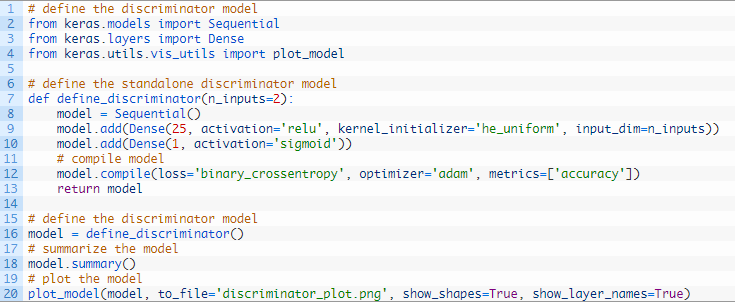 1 # define the discriminator model
2 from keras.models import Sequential
3 from keras.layers import Dense
4 from keras.utils.vis_utils import plot_model
5
6 # define the standalone discriminator model
7 def define_discriminator(n_inputs=2):
8     model = Sequential()
9     model.add(Dense(25, activation='relu', kernel_initializer='he_uniform', input_dim=n_inputs))
10     model.add(Dense(1, activation='sigmoid'))
11     # compile model
12     model.compile(loss='binary_crossentropy', optimizer='adam', metrics=['accuracy'])
13     return model
14
15 # define the discriminator model
16 model = define_discriminator()
17 # summarize the model
18 model.summary()
19 # plot the model
20 plot_model(model, to_file='discriminator_plot.png', show_shapes=True, show_layer_names=True)